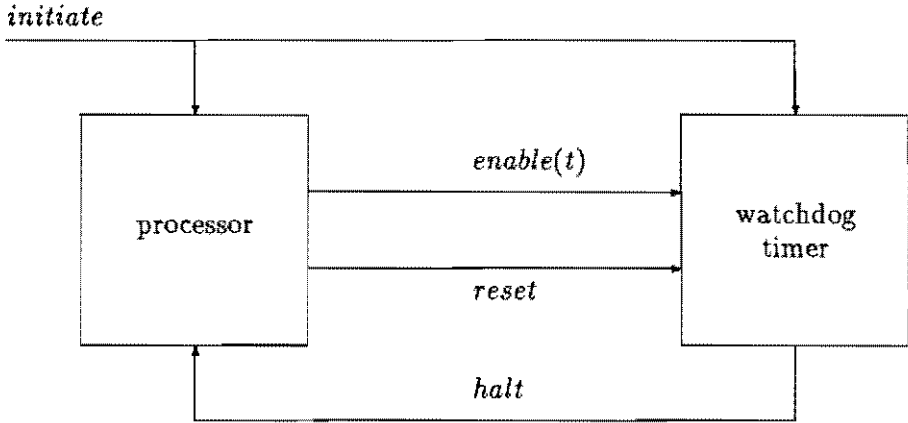 initiate
enable(t)
processor
watchdog
timer
reset
halt